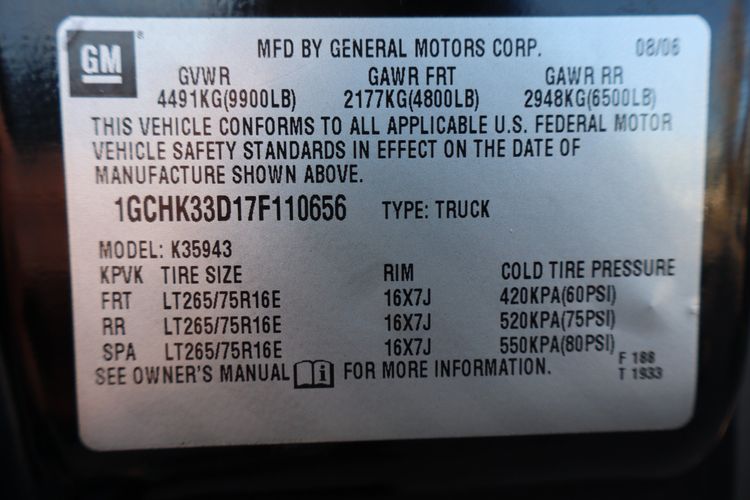 GM ® MFD BY GENERAL MOTORS CORP. 08/06
GVWR GAWR FRT GAWR RR
4491KG(9900LB) 2177KG(4800LB) 2948KG(6500LB)
THIS VEHICLE CONFORMS TO ALL APPLICABLE U.S. FEDERAL MOTOR
VEHICLE SAFETY STANDARDS IN EFFECT ON THE DATE OF
MANUFACTURE SHOWN ABOVE.
1GCHK33D17F110656 TYPE: TRUCK
MODEL: K35943
KPVK TIRE SIZE RIM COLD TIRE PRESSURE
FRT LT265/75R16E 16X7J 420KPA(60PSI)
RR LT265/75R16E 16X7J 520KPA(75PSI)
SPA LT265/75R16E 16X7J 550KPA(80PSI)
SEE OWNER'S MANUAL i FOR MORE INFORMATION.
F 188
T 1933